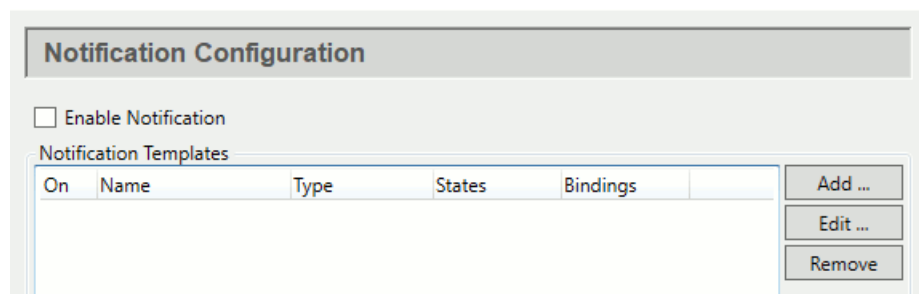 Notification Configuration
Enable Notification
Notification Templates
On Name Type States Bindings
Add ...
Edit ...
Remove